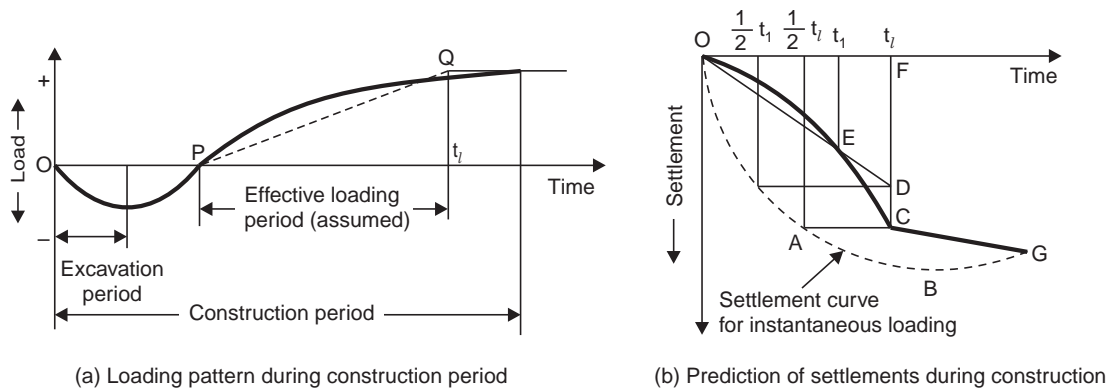 +
Load
–
O
P
Q
t_l
Time
Effective loading
period (assumed)
Excavation
period
Construction period
(a) Loading pattern during construction period
O
1/2 t_1
1/2 t_l
t_1
t_l
F
Time
Settlement
E
D
C
A
G
B
Settlement curve
for instantaneous loading
(b) Prediction of settlements during construction